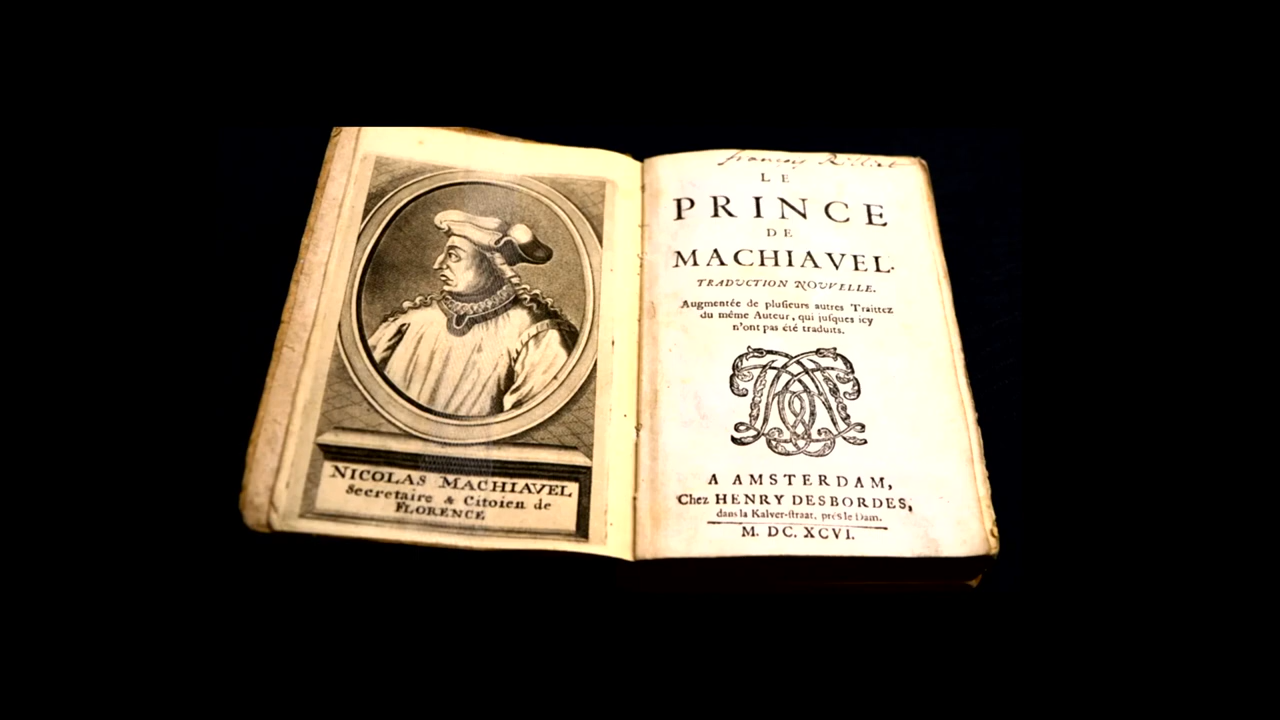 NICOLAS MACHIAVEL
Secretaire & Citoien de
FLORENCE
LE
PRINCE
DE
MACHIAVEL.
TRADUCTION NOUVELLE.
Augmentée de pluſieurs autres Traittez
du même Auteur, qui juſques icy
n'ont pas été traduits.
A AMSTERDAM,
Chez HENRY DESBORDES,
dans la Kalver-ſtraat, prés le Dam.
M. DC. XCVI.